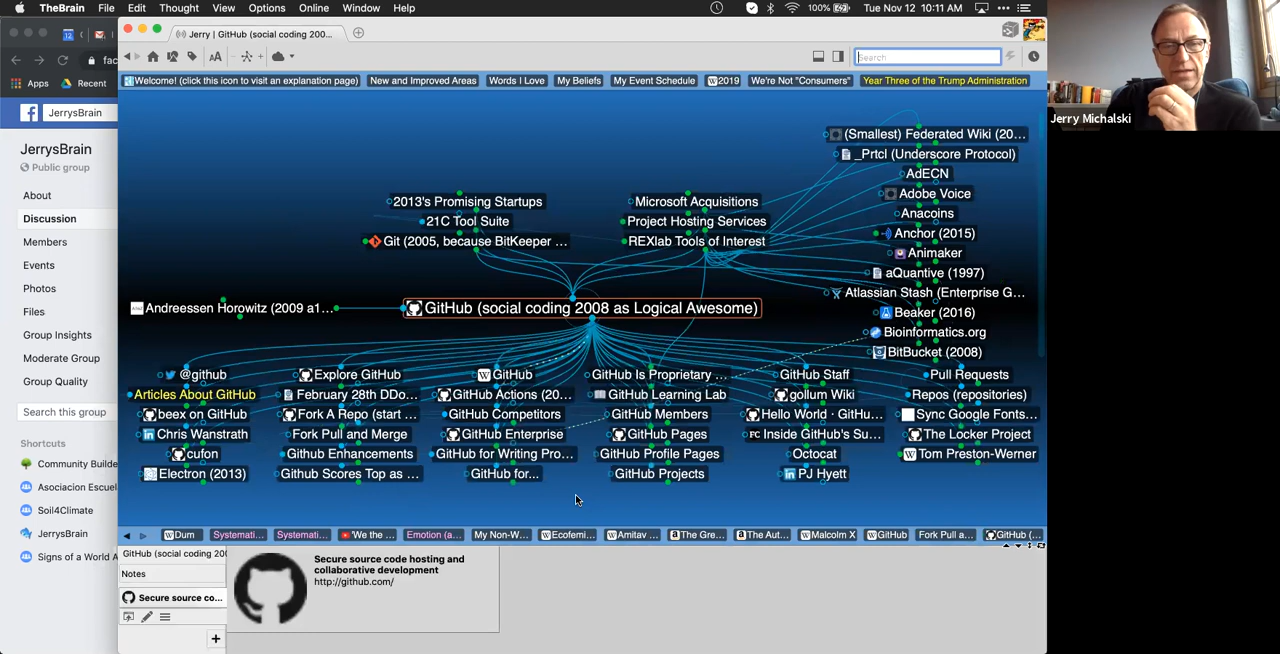 TheBrain File Edit Thought View Options Online Window Help
100% Tue Nov 12 10:11 AM
Jerry | GitHub (social coding 200...
Search
AA
Apps Recent
fac
Welcome! (click this icon to visit an explanation page) New and Improved Areas Words I Love My Beliefs My Event Schedule 2019 We're Not "Consumers" Year Three of the Trump Administration
JerrysBrain
JerrysBrain
Public group
About
Discussion
Members
Events
Photos
Files
Group Insights
Moderate Group
Group Quality
Search this group
Shortcuts
Community Builde
Asociacion Escuel
Soil4Climate
JerrysBrain
Signs of a World A
2013's Promising Startups
21C Tool Suite
Git (2005, because BitKeeper ...
Microsoft Acquisitions
Project Hosting Services
REXlab Tools of Interest
(Smallest) Federated Wiki (20...
_Prtcl (Underscore Protocol)
AdECN
Adobe Voice
Anacoins
Anchor (2015)
Animaker
aQuantive (1997)
Atlassian Stash (Enterprise G...
Beaker (2016)
Bioinformatics.org
BitBucket (2008)
Andreessen Horowitz (2009 a1...
GitHub (social coding 2008 as Logical Awesome)
@github
Articles About GitHub
beex on GitHub
Chris Wanstrath
cufon
Electron (2013)
Explore GitHub
February 28th DDo...
Fork A Repo (start ...
Fork Pull and Merge
Github Enhancements
Github Scores Top as ...
GitHub
GitHub Actions (20...
GitHub Competitors
GitHub Enterprise
GitHub for Writing Pro...
GitHub for...
GitHub Is Proprietary ...
GitHub Learning Lab
GitHub Members
GitHub Pages
GitHub Profile Pages
GitHub Projects
GitHub Staff
gollum Wiki
Hello World · GitHu...
Inside GitHub's Su...
Octocat
PJ Hyett
Pull Requests
Repos (repositories)
Sync Google Fonts...
The Locker Project
Tom Preston-Werner
Dum Systemati... Systemati... 'We the ... Emotion (a... My Non-W... Ecofemi... Amitav ... The Gre... The Aut... Malcolm X GitHub Fork Pull a... GitHub (...
GitHub (social coding 200
Notes
Secure source co...
Secure source code hosting and
collaborative development
http://github.com/
Jerry Michalski